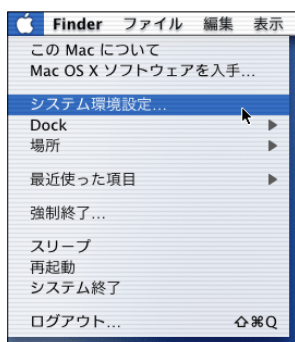 Finder ファイル 編集 表示
この Mac について
Mac OS X ソフトウェアを入手...
システム環境設定...
Dock
場所
最近使った項目
強制終了...
スリープ
再起動
システム終了
ログアウト... ⇧⌘Q